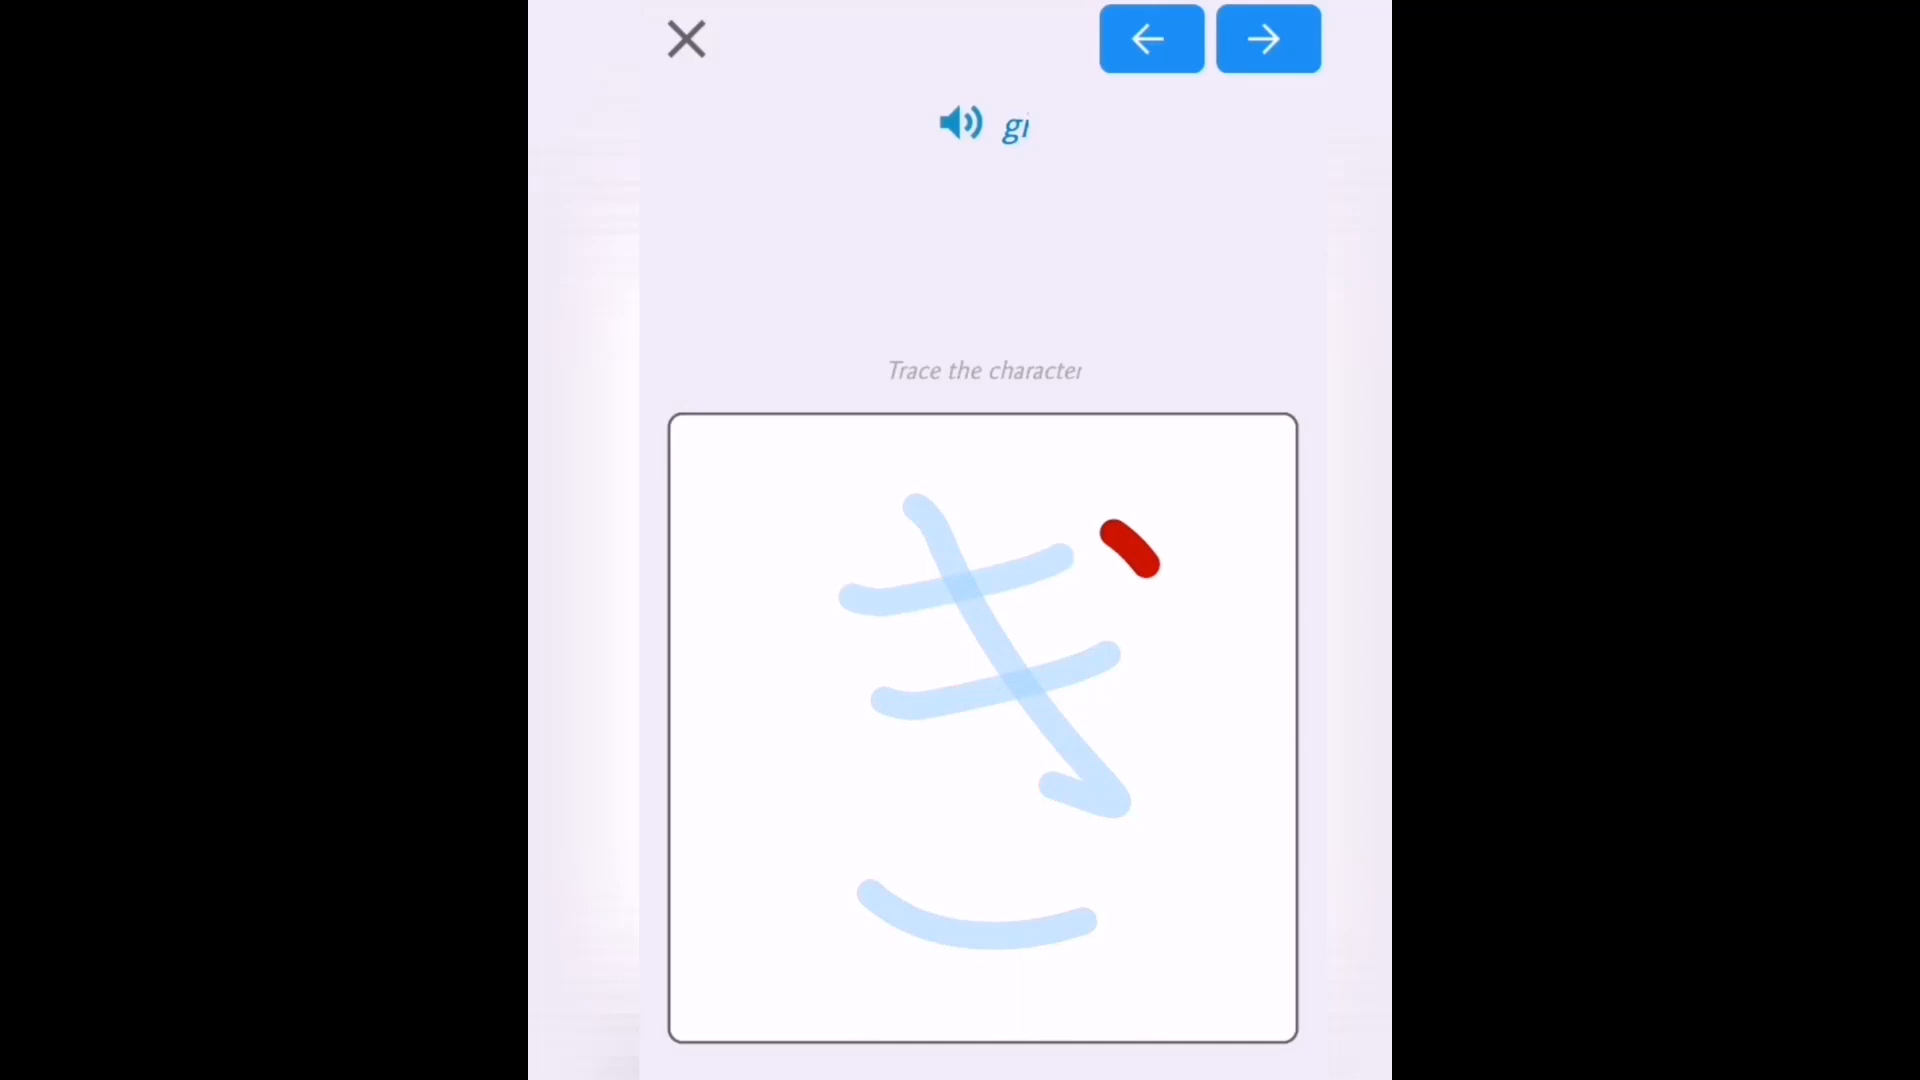 gi
Trace the character
ぎ